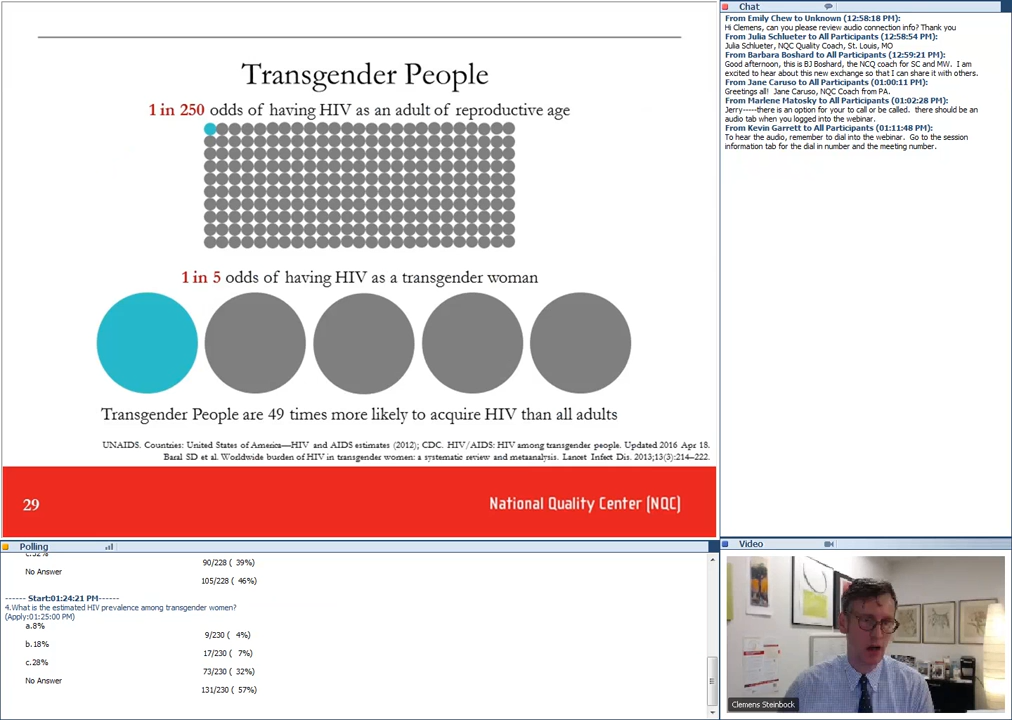 Transgender People
1 in 250 odds of having HIV as an adult of reproductive age
1 in 5 odds of having HIV as a transgender woman
Transgender People are 49 times more likely to acquire HIV than all adults
UNAIDS. Countries: United States of America—HIV and AIDS estimates (2012); CDC. HIV/AIDS: HIV among transgender people. Updated 2016 Apr 18.
Baral SD et al. Worldwide burden of HIV in transgender women: a systematic review and metaanalysis. Lancet Infect Dis. 2013;13(3):214–222.
29
National Quality Center (NQC)
Chat
From Emily Chew to Unknown (12:58:18 PM):
Hi Clemens, can you please review audio connection info? Thank you
From Julia Schlueter to All Participants (12:58:54 PM):
Julia Schlueter, NQC Quality Coach, St. Louis, MO
From Barbara Boshard to All Participants (12:59:21 PM):
Good afternoon, this is BJ Boshard, the NCQ coach for SC and MW. I am
excited to hear about this new exchange so that I can share it with others.
From Jane Caruso to All Participants (01:00:11 PM):
Greetings all! Jane Caruso, NQC Coach from PA.
From Marlene Matosky to All Participants (01:02:28 PM):
Jerry-----there is an option for your to call or be called. there should be an
audio tab when you logged into the webinar.
From Kevin Garrett to All Participants (01:11:48 PM):
To hear the audio, remember to dial into the webinar. Go to the session
information tab for the dial in number and the meeting number.
Polling
90/228 ( 39%)
No Answer
105/228 ( 46%)
------ Start:01:24:21 PM------
4.What is the estimated HIV prevalence among transgender women?
(Apply:01:25:00 PM)
a.8%
9/230 ( 4%)
b.18%
17/230 ( 7%)
c.28%
73/230 ( 32%)
No Answer
131/230 ( 57%)
Video
Clemens Steinbock